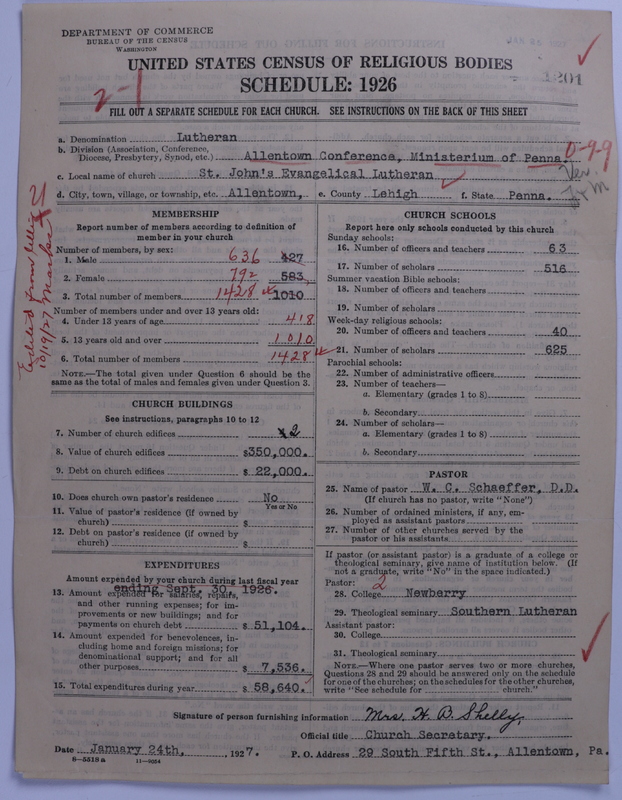 DEPARTMENT OF COMMERCE
BUREAU OF THE CENSUS
WASHINGTON
1201
UNITED STATES CENSUS OF RELIGIOUS BODIES
SCHEDULE: 1926
2-1
FILL OUT A SEPARATE SCHEDULE FOR EACH CHURCH. SEE INSTRUCTIONS ON THE BACK OF THIS SHEET
a. Denomination Lutheran
b. Division (Association, Conference, Diocese, Presbytery, Synod, etc.) Allentown Conference, Ministerium of Penna. 0-9-9
c. Local name of church St. John's Evangelical Lutheran Ver.
d. City, town, village, or township, etc. Allentown, e. County Lehigh f. State Penna.
MEMBERSHIP
Report number of members according to definition of
member in your church
Number of members, by sex:
1. Male 636 427
2. Female 792 583
3. Total number of members 1428 1010
Number of members under and over 13 years old:
4. Under 13 years of age 418
5. 13 years old and over 1010
6. Total number of members 1428
NOTE.—The total given under Question 6 should be
same as the total of males and females given under Question 3.
10/19/27
CHURCH BUILDINGS
See instructions, paragraphs 10 to 12
7. Number of church edifices 2
8. Value of church edifices $350,000.
9. Debt on church edifices $ 22,000.
10. Does church own pastor's residence No
Yes or No
11. Value of pastor's residence (if owned by
church) $
12. Debt on pastor's residence (if owned by
church) $
EXPENDITURES
Amount expended by your church during last fiscal year
ending Sept. 30, 1926.
13. Amount expended for salaries, repairs,
and other running expenses; for im-
provements or new buildings; and for
payments on church debt $ 51,104.
14. Amount expended for benevolences, in-
cluding home and foreign missions; for
denominational support; and for all
other purposes $ 7,536.
15. Total expenditures during year $ 58,640.
CHURCH SCHOOLS
Report here only schools conducted by this church
Sunday schools:
16. Number of officers and teachers 63
17. Number of scholars 516
Summer vacation Bible schools:
18. Number of officers and teachers
19. Number of scholars
Week-day religious schools:
20. Number of officers and teachers 40
21. Number of scholars 625
Parochial schools:
22. Number of administrative officers
23. Number of teachers—
a. Elementary (grades 1 to 8)
b. Secondary
24. Number of scholars—
a. Elementary (grades 1 to 8)
b. Secondary
PASTOR
25. Name of pastor W. C. Schaeffer, D.D.
(If church has no pastor, write "None")
26. Number of ordained ministers, if any, em-
ployed as assistant pastors
27. Number of other churches served by the
pastor or his assistants
If pastor (or assistant pastor) is a graduate of a college or
theological seminary, give name of institution below. (If
not a graduate, write "No" in the space indicated.)
Pastor: 2
28. College Newberry
29. Theological seminary Southern Lutheran
Assistant pastor:
30. College
31. Theological seminary
NOTE.—Where one pastor serves two or more churches,
Questions 28 and 29 should be answered only on the schedule
for one of the churches; on the schedules for the other churches,
write "See schedule for church."
Signature of person furnishing information Mrs. H. B. Shelly,
Official title Church Secretary.
Date January 24th, 1927. P. O. Address 29 South Fifth St., Allentown, Pa.
8-5518a 11-9064